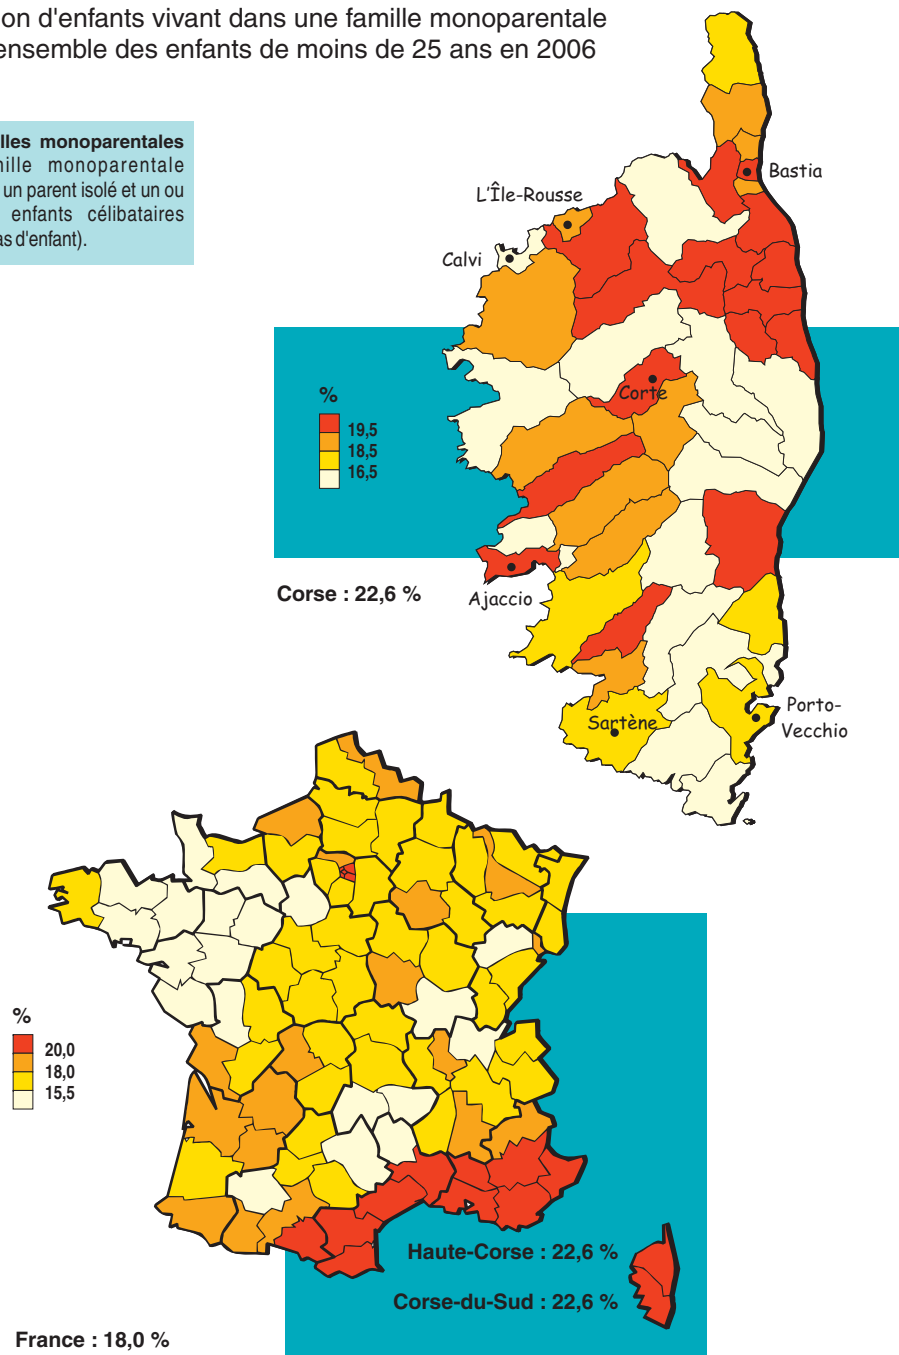 on d'enfants vivant dans une famille monoparentale
ensemble des enfants de moins de 25 ans en 2006
lles monoparentales
ille monoparentale
un parent isolé et un ou
enfants célibataires
as d'enfant).
Bastia
L'Île-Rousse
Calvi
%
Corte
19,5
18,5
16,5
Corse : 22,6 %
Ajaccio
Porto-
Vecchio
Sartène
%
20,0
18,0
15,5
Haute-Corse : 22,6 %
Corse-du-Sud : 22,6 %
France : 18,0 %